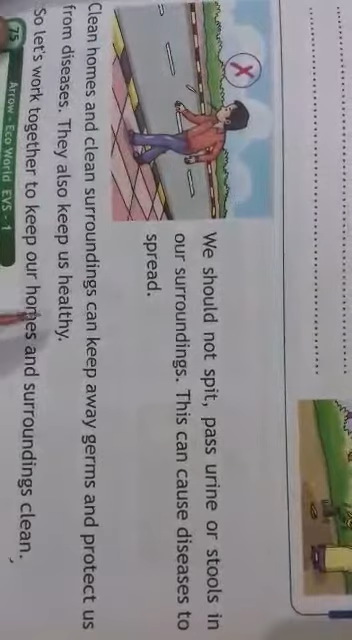 We should not spit, pass urine or stools in
our surroundings. This can cause diseases to
spread.
Clean homes and clean surroundings can keep away germs and protect us
from diseases. They also keep us healthy.
So let's work together to keep our homes and surroundings clean.
75
Arrow - Eco World EVS - 1